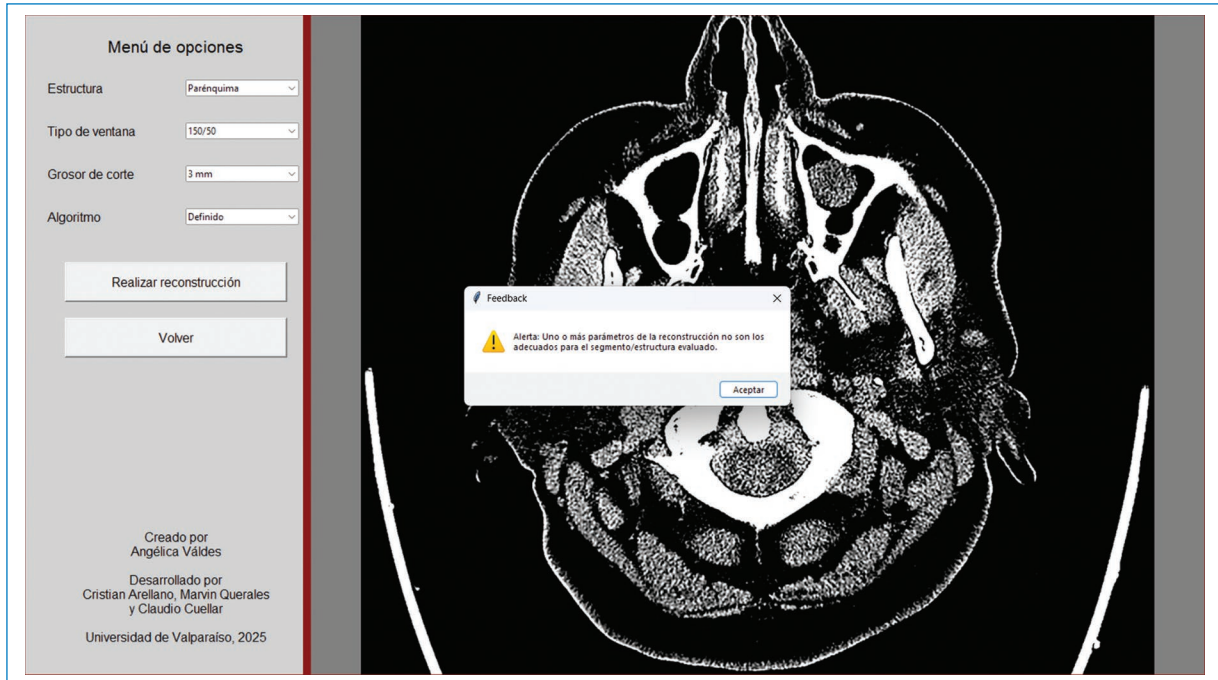 Menú de opciones
Estructura
Parénquima
Tipo de ventana
150/50
Grosor de corte
3 mm
Algoritmo
Definido
Realizar reconstrucción
Volver
Feedback
Alerta: Uno o más parámetros de la reconstrucción no son los
adecuados para el segmento/estructura evaluado.
Aceptar
Creado por
Angélica Váldes
Desarrollado por
Cristian Arellano, Marvin Querales
y Claudio Cuellar
Universidad de Valparaíso, 2025